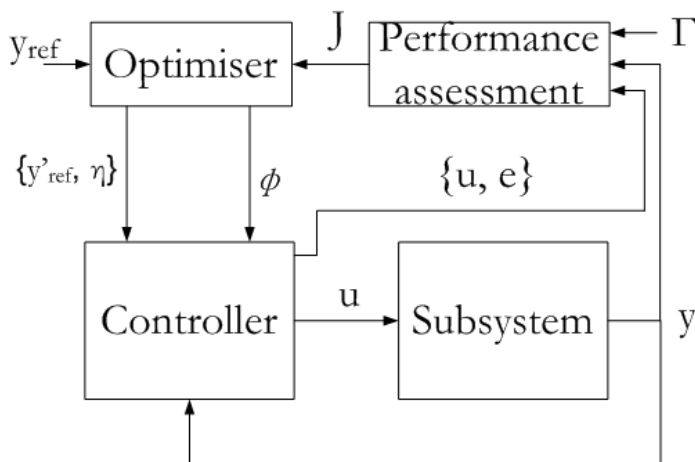 J
Performance
Γ
y_ref
Optimiser
assessment
{y'_ref, η}
ϕ
{u, e}
Controller
u
Subsystem
y